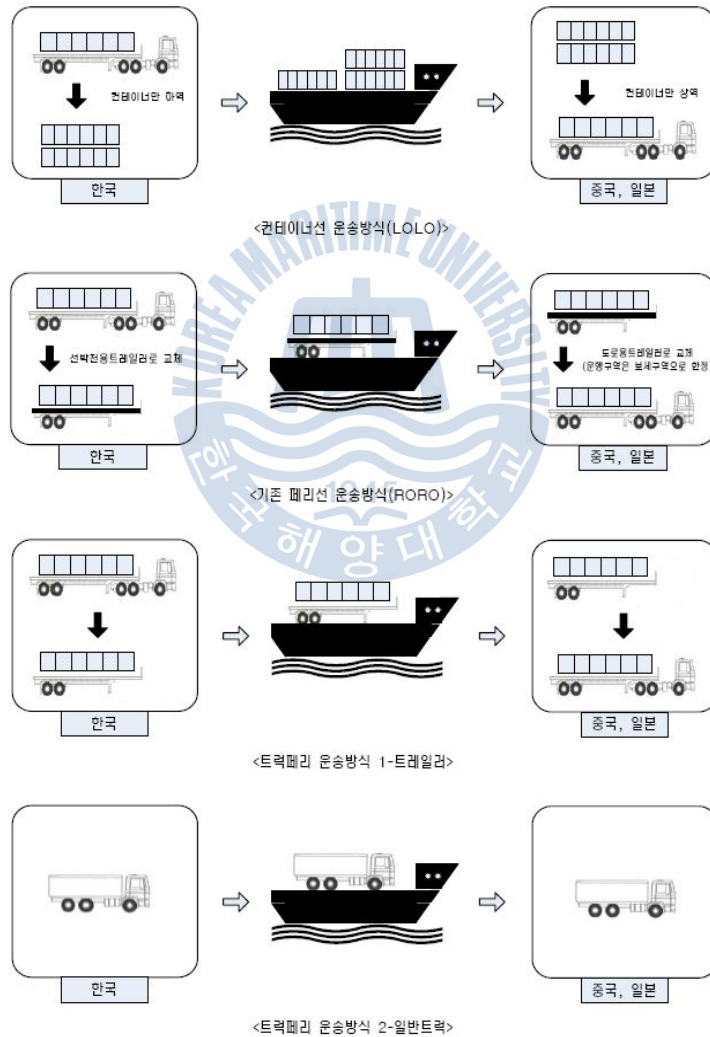 컨테이너만 하역
컨테이너만 상역
한국
중국, 일본
<컨테이너선 운송방식(LOLO)>
KOREA MARITIME UNIVERSITY
선박전용트레일러로 교체
도로용트레일러로 교체
(운행구역은 보세구역으로 한정
한국
중국, 일본
<기존 페리선 운송방식(RORO)>
1945
한국해양대학교
한국
중국, 일본
<트럭페리 운송방식 1-트레일러>
한국
중국, 일본
<트럭페리 운송방식 2-일반트럭>